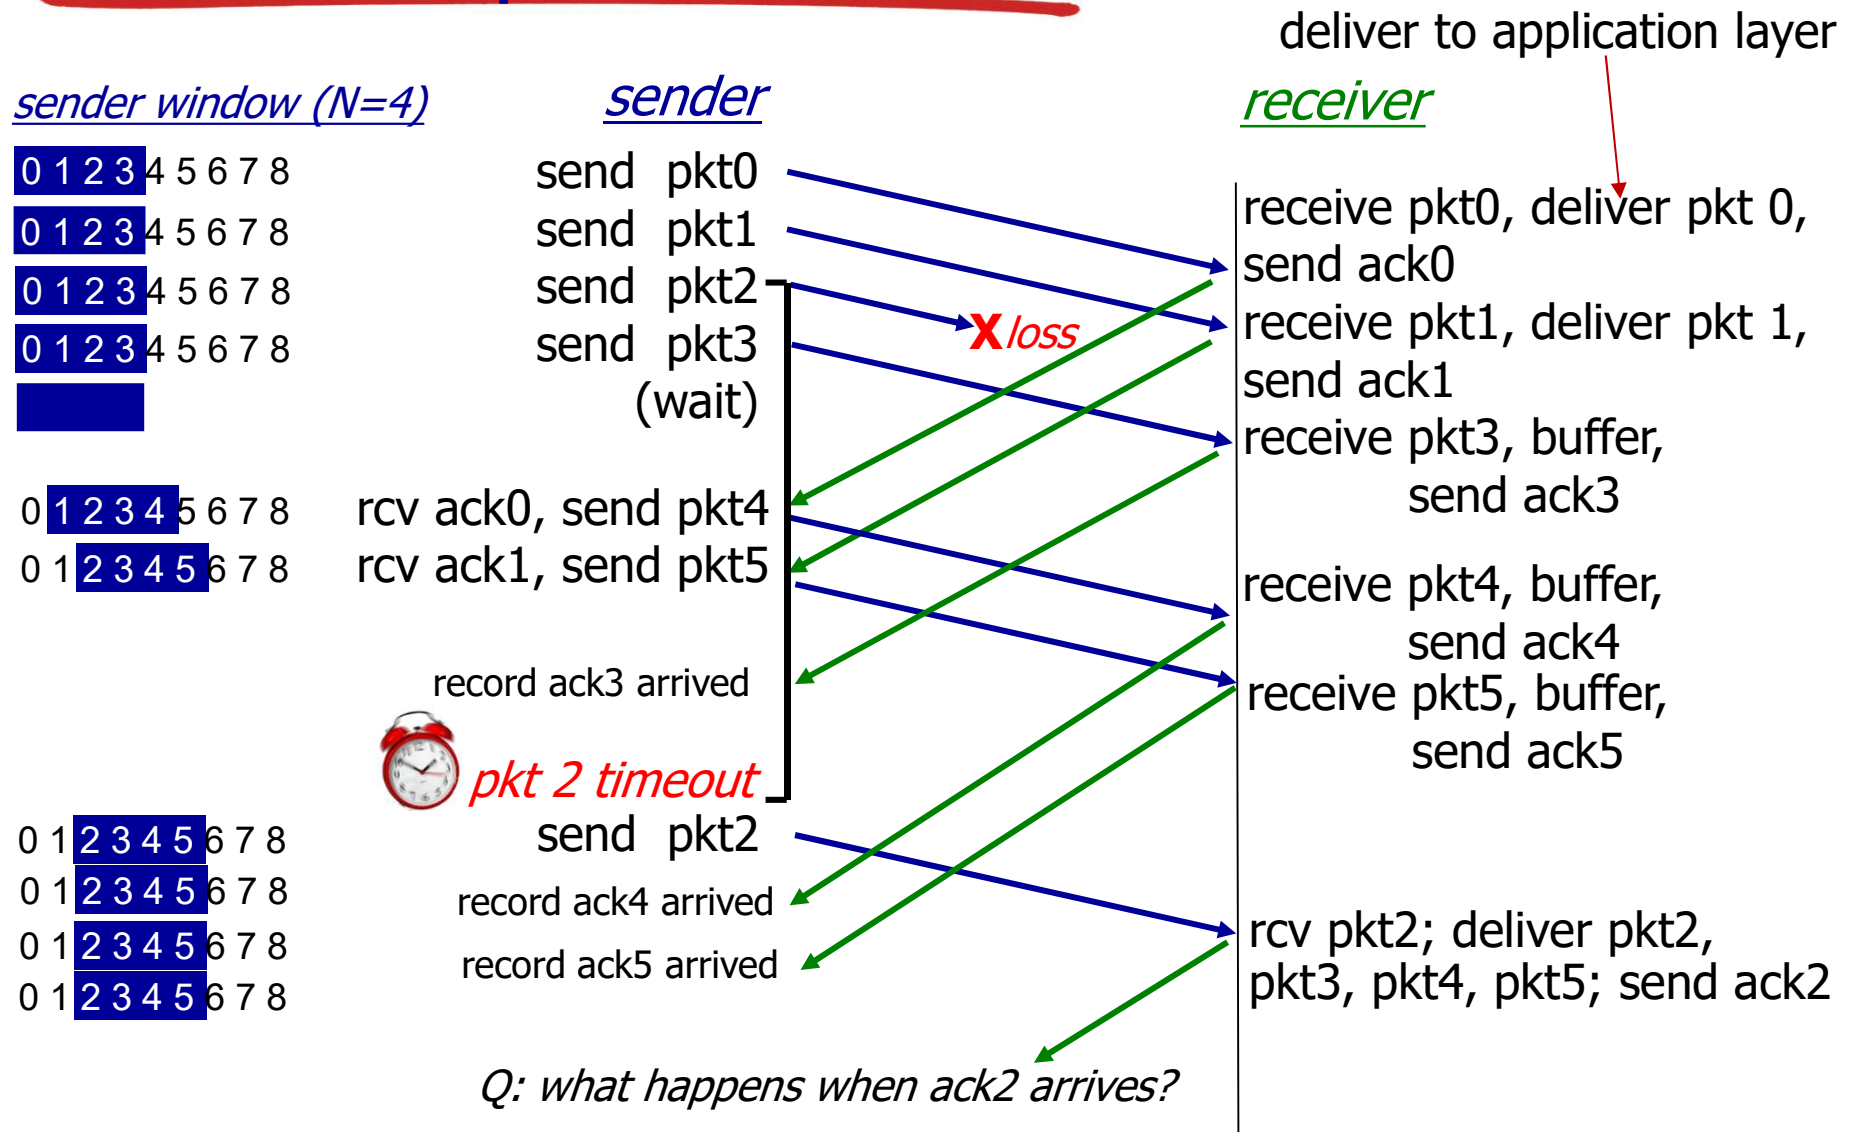 deliver to application layer
sender window (N=4)
sender
receiver
0 1 2 3 4 5 6 7 8
send pkt0
0 1 2 3 4 5 6 7 8
send pkt1
0 1 2 3 4 5 6 7 8
send pkt2
0 1 2 3 4 5 6 7 8
send pkt3
(wait)
X loss
receive pkt0, deliver pkt 0,
send ack0
receive pkt1, deliver pkt 1,
send ack1
receive pkt3, buffer,
send ack3
0 1 2 3 4 5 6 7 8
rcv ack0, send pkt4
0 1 2 3 4 5 6 7 8
rcv ack1, send pkt5
receive pkt4, buffer,
send ack4
receive pkt5, buffer,
send ack5
record ack3 arrived
pkt 2 timeout
0 1 2 3 4 5 6 7 8
send pkt2
0 1 2 3 4 5 6 7 8
record ack4 arrived
0 1 2 3 4 5 6 7 8
record ack5 arrived
0 1 2 3 4 5 6 7 8
rcv pkt2; deliver pkt2,
pkt3, pkt4, pkt5; send ack2
Q: what happens when ack2 arrives?